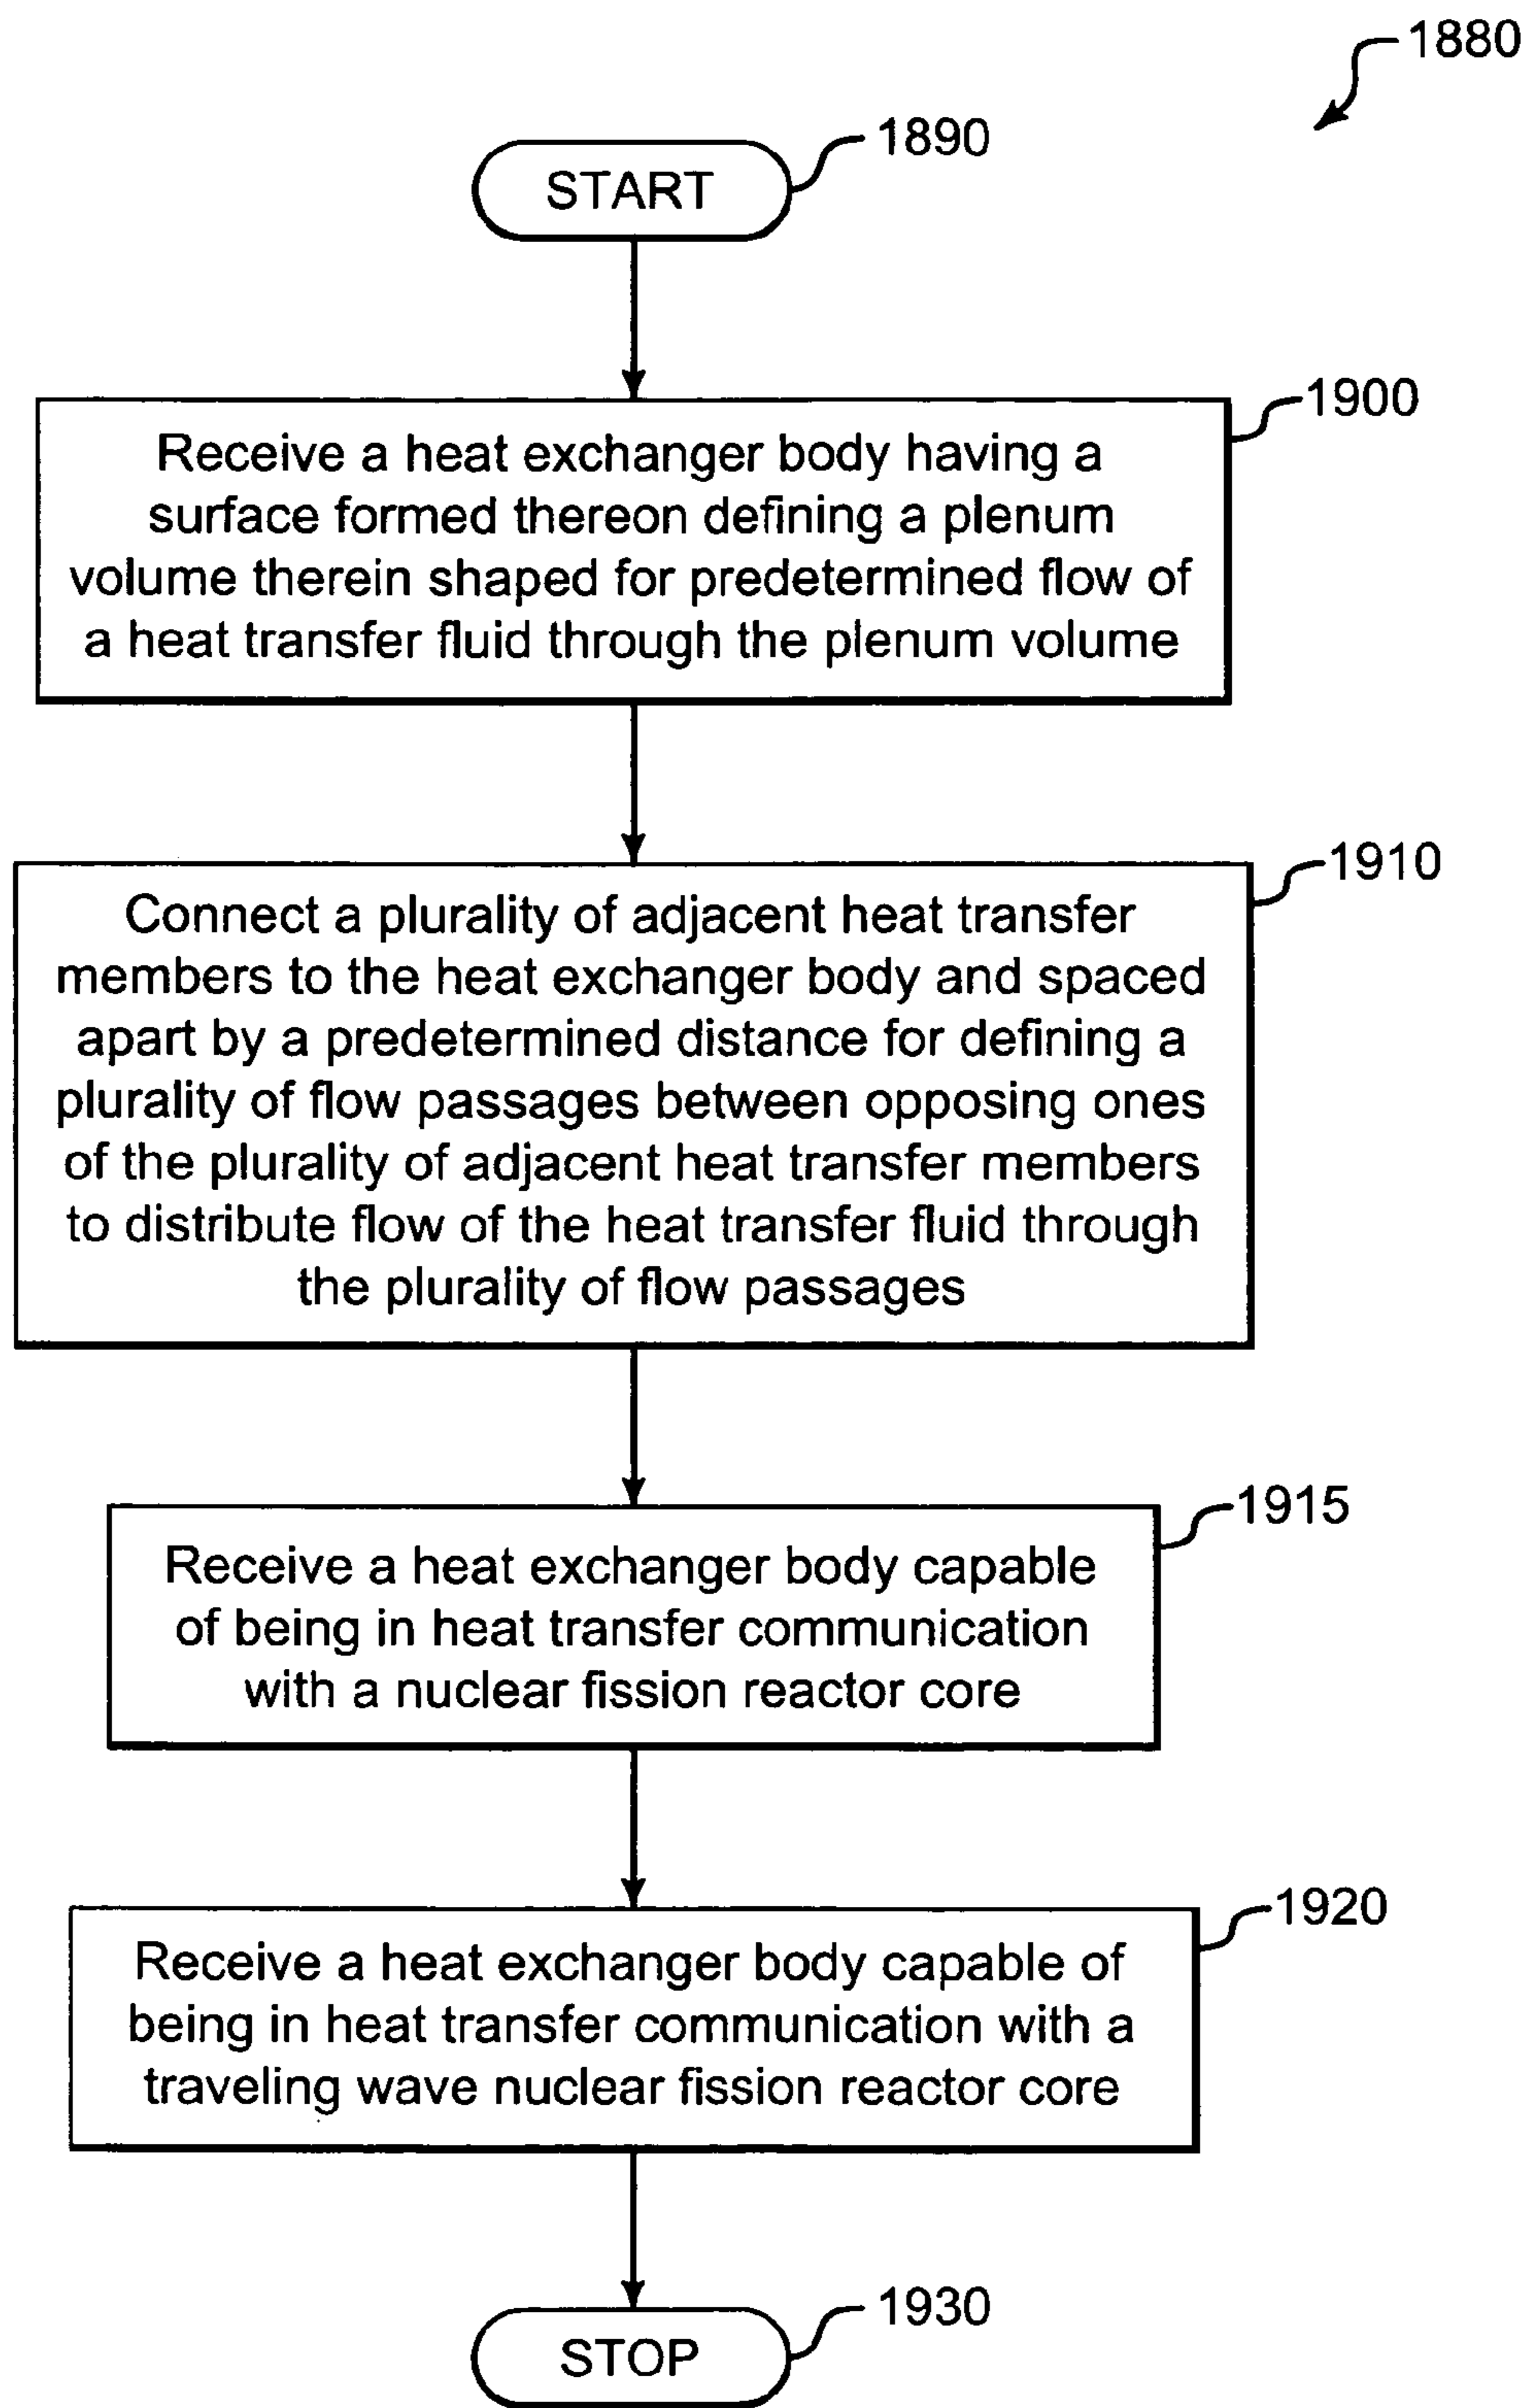 1880
1890
START
1900
Receive a heat exchanger body having a
surface formed thereon defining a plenum
volume therein shaped for predetermined flow of
a heat transfer fluid through the plenum volume
1910
Connect a plurality of adjacent heat transfer
members to the heat exchanger body and spaced
apart by a predetermined distance for defining a
plurality of flow passages between opposing ones
of the plurality of adjacent heat transfer members
to distribute flow of the heat transfer fluid through
the plurality of flow passages
1915
Receive a heat exchanger body capable
of being in heat transfer communication
with a nuclear fission reactor core
1920
Receive a heat exchanger body capable of
being in heat transfer communication with a
traveling wave nuclear fission reactor core
1930
STOP